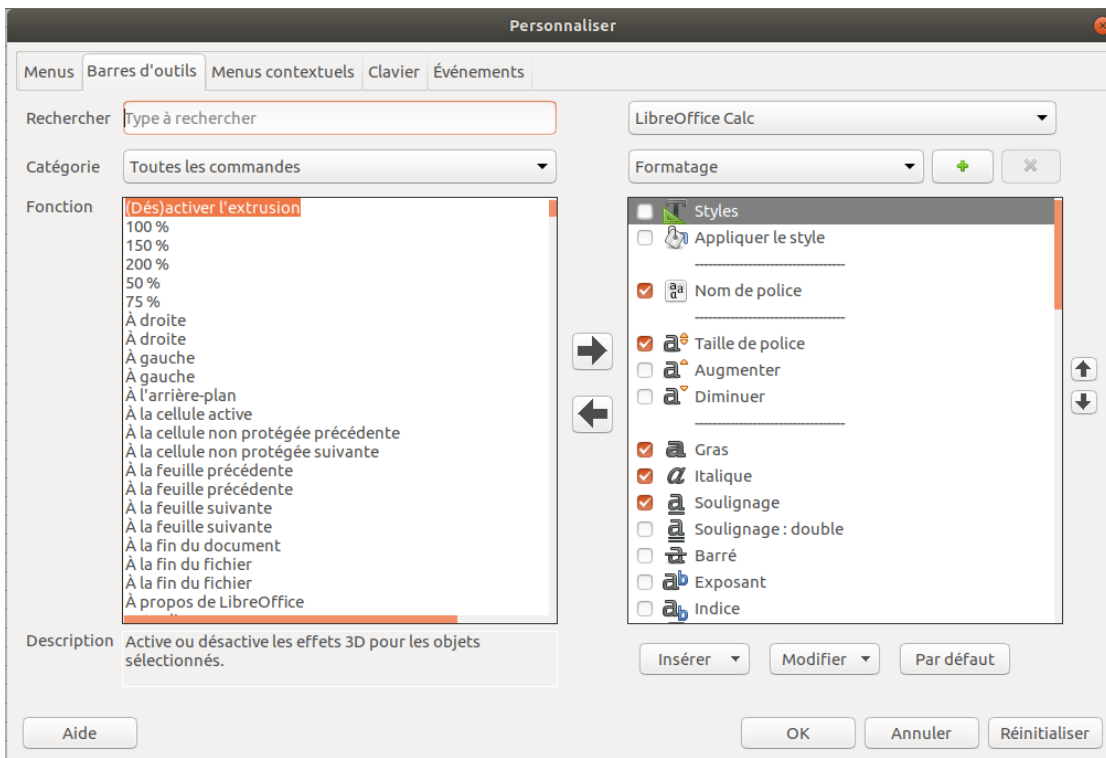 Personnaliser
Menus Barres d'outils Menus contextuels Clavier Événements
Rechercher Type à rechercher LibreOffice Calc
Catégorie Toutes les commandes Formatage
Fonction
(Dés)activer l'extrusion
100 %
150 %
200 %
50 %
75 %
À droite
À droite
À gauche
À gauche
À l'arrière-plan
À la cellule active
À la cellule non protégée précédente
À la cellule non protégée suivante
À la feuille précédente
À la feuille précédente
À la feuille suivante
À la feuille suivante
À la fin du document
À la fin du fichier
À la fin du fichier
À propos de LibreOffice
Styles
Appliquer le style
--------------------------------
Nom de police
--------------------------------
Taille de police
Augmenter
Diminuer
--------------------------------
Gras
Italique
Soulignage
Soulignage : double
Barré
Exposant
Indice
Description Active ou désactive les effets 3D pour les objets
sélectionnés.
Insérer Modifier Par défaut
Aide OK Annuler Réinitialiser